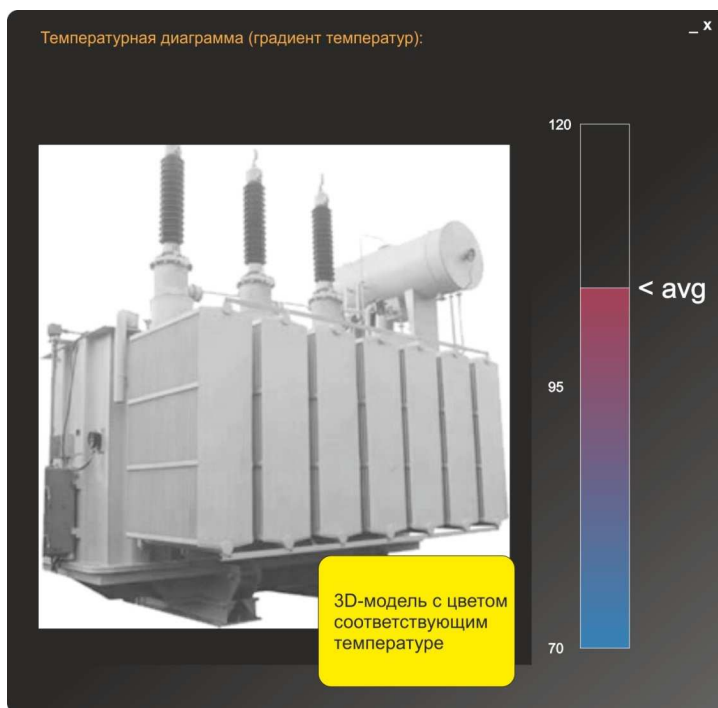 Температурная диаграмма (градиент температур):
_ x
120
< avg
95
70
3D-модель с цветом
соответствующим
температуре